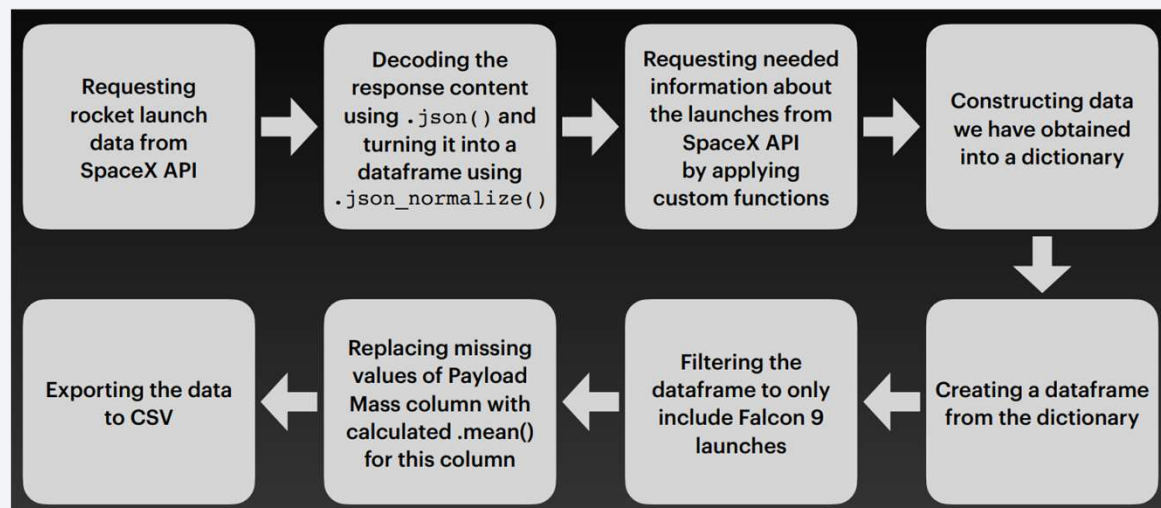 Requesting
rocket launch
data from
SpaceX API
Decoding the
response content
using .json() and
turning it into a
dataframe using
.json_normalize()
Requesting needed
information about
the launches from
SpaceX API
by applying
custom functions
Constructing data
we have obtained
into a dictionary
Creating a dataframe
from the dictionary
Filtering the
dataframe to only
include Falcon 9
launches
Replacing missing
values of Payload
Mass column with
calculated .mean()
for this column
Exporting the data
to CSV